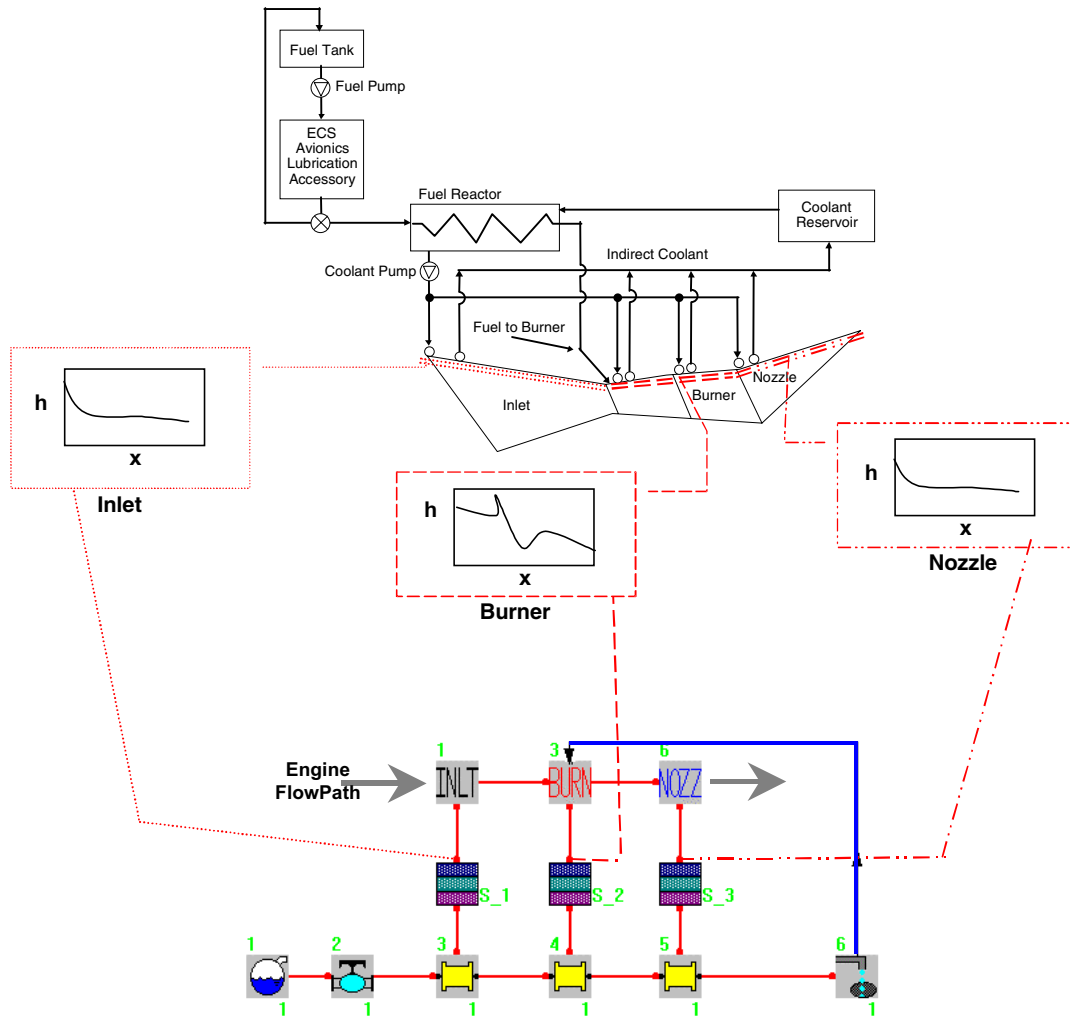 Fuel Tank
Fuel Pump
ECS
Avionics
Lubrication
Accessory
Fuel Reactor
Coolant
Reservoir
Coolant Pump
Indirect Coolant
Fuel to Burner
Inlet
Burner
Nozzle
h
x
Inlet
h
x
Burner
h
x
Nozzle
1
3
6
Engine
FlowPath
INLT
BURN
NOZZ
S_1
S_2
S_3
1
2
3
4
5
6
1
1
1
1
1
1